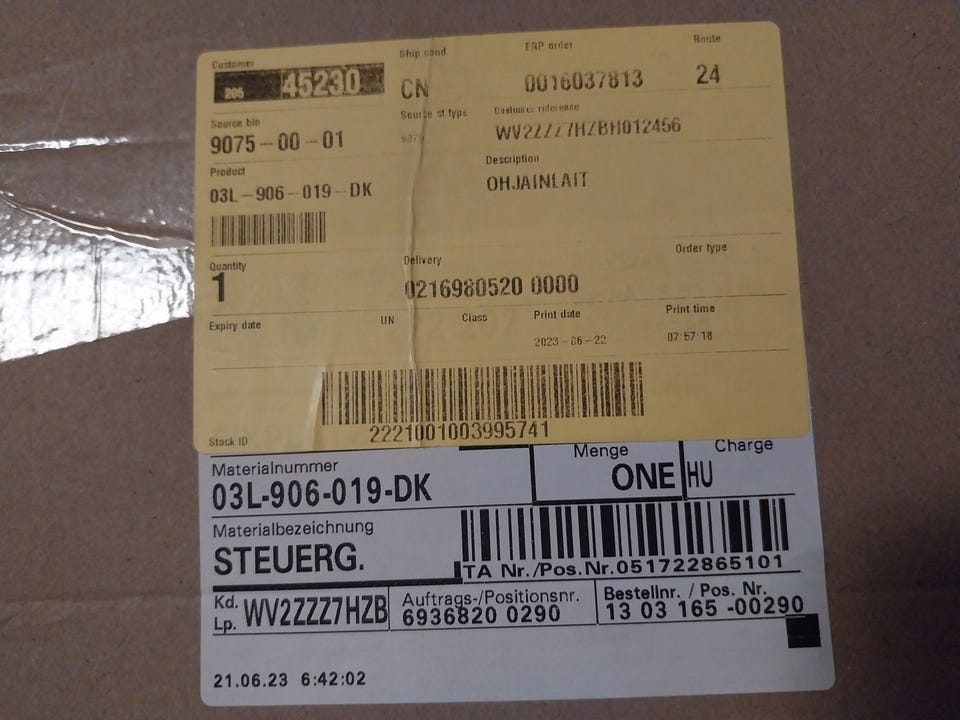 Customer
205 45230
Ship cond
CN
ERP order
0016037813
Route
24
Source bin
9075-00-01
Source st type
9075
Customer reference
WV2ZZZ7HZBH012456
Product
03L-906-019-DK
Description
OHJAINLAIT
Quantity
1
Delivery
0216980520 0000
Order type
Expiry date
UN
Class
Print date
2023-06-22
Print time
07:57:18
Stock ID
2221001003995741
Materialnummer
03L-906-019-DK
Menge
ONE
Charge
HU
Materialbezeichnung
STEUERG.
TA Nr./Pos.Nr.051722865101
Kd.
Lp. WV2ZZZ7HZB
Auftrags-/Positionsnr.
6936820 0290
Bestellnr. / Pos. Nr.
13 03 165 -00290
21.06.23 6:42:02